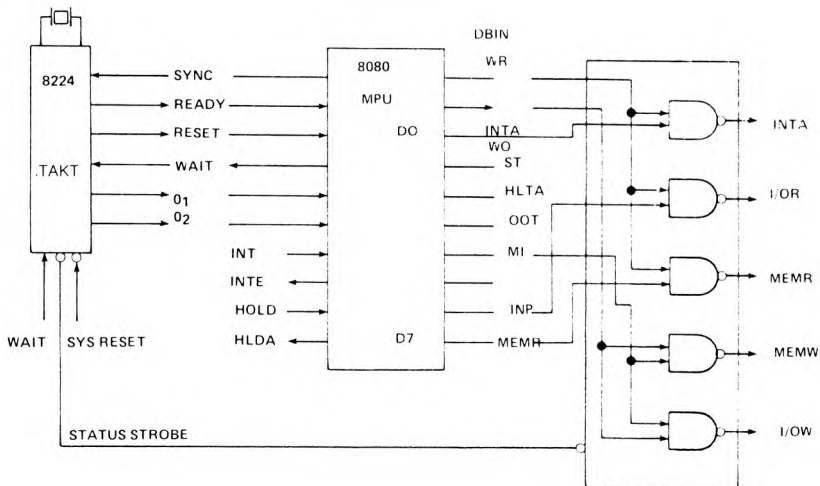 8224
.TAKT
SYNC
READY
RESET
WAIT
01
02
INT
INTE
HOLD
HLDA
WAIT
SYS RESET
STATUS STROBE
8080
MPU
DO
D7
DBIN
WR
INTA
WO
ST
HLTA
OOT
MI
INP
MEMR
INTA
I/OR
MEMR
MEMW
I/OW